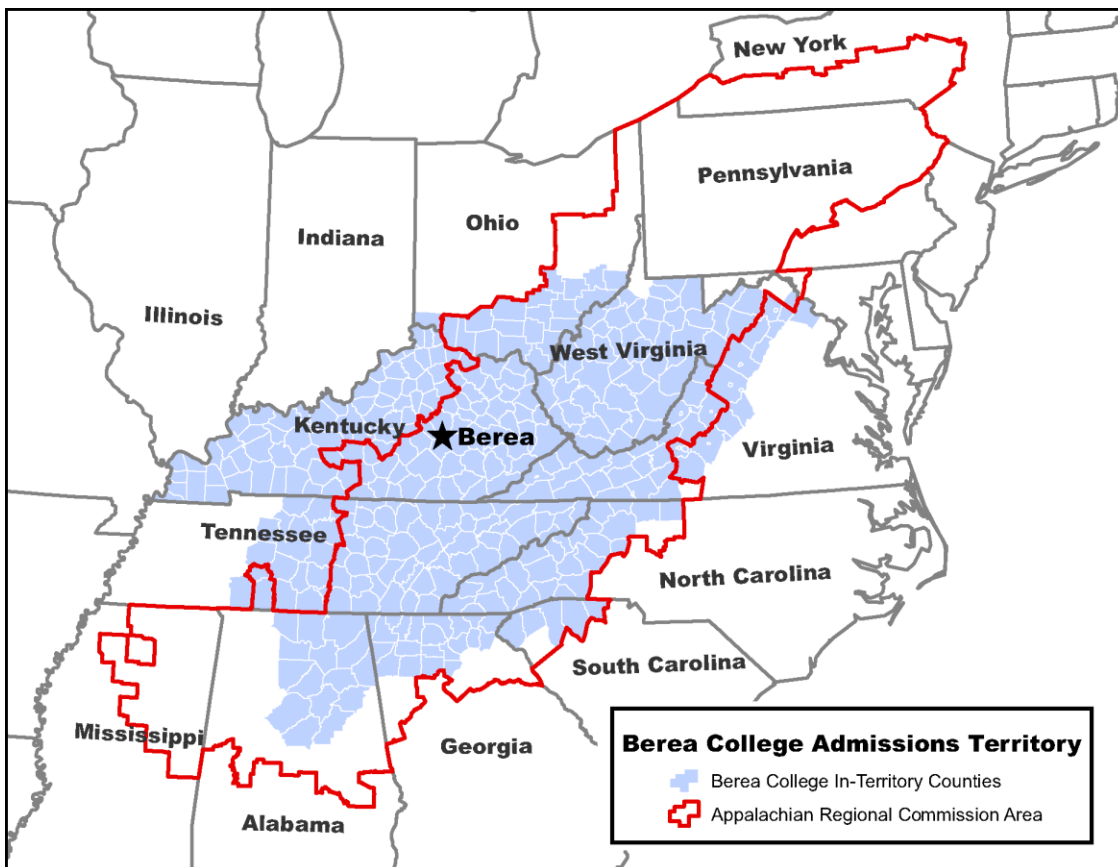 New York
Pennsylvania
Ohio
Indiana
Illinois
West Virginia
Kentucky
Berea
Virginia
Tennessee
North Carolina
South Carolina
Mississippi
Georgia
Alabama
Berea College Admissions Territory
Berea College In-Territory Counties
Appalachian Regional Commission Area